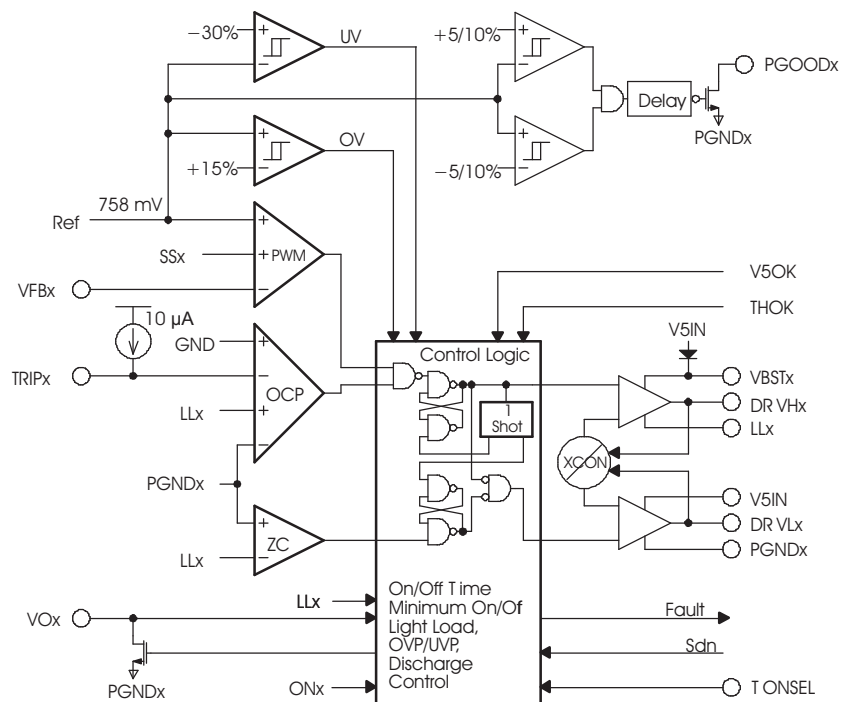 −30%
+
−
UV
+5/10%
+
−
PGOODx
Delay
PGNDx
+
+15%
−
OV
+
−5/10%
−
Ref
758 mV
+
SSx
+
PWM
VFBx
−
V5OK
THOK
10 µA
GND
+
TRIPx
−
OCP
LLx
+
−
PGNDx
+
ZC
LLx
−
Control Logic
1
Shot
V5IN
VBSTx
DR VHx
LLx
XCON
V5IN
DR VLx
PGNDx
LLx
On/Off T ime
Minimum On/Of
Light Load,
OVP/UVP,
Discharge
Control
VOx
PGNDx
ONx
Fault
Sdn
T ONSEL